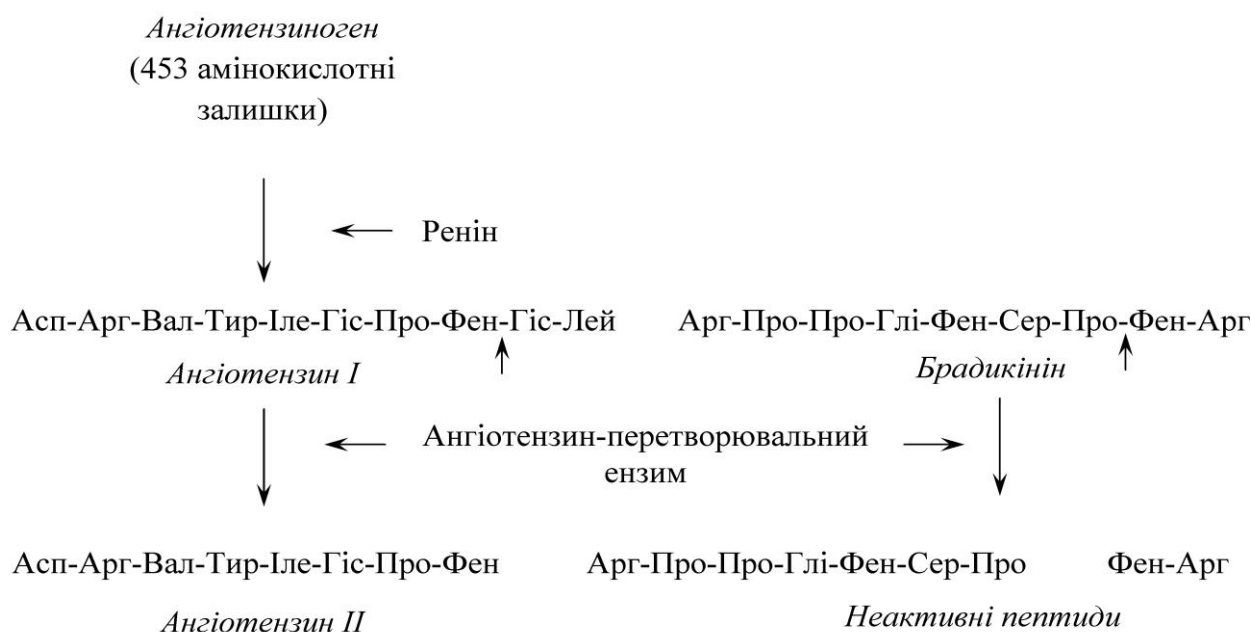 Ангіотензиноген
(453 амінокислотні
залишки)
Ренін
Асп-Арг-Вал-Тир-Іле-Гіс-Про-Фен-Гіс-Лей
Арг-Про-Про-Глі-Фен-Сер-Про-Фен-Арг
Ангіотензин I
Брадикінін
Ангіотензин-перетворювальний
ензим
Асп-Арг-Вал-Тир-Іле-Гіс-Про-Фен
Арг-Про-Про-Глі-Фен-Сер-Про
Фен-Арг
Ангіотензин II
Неактивні пептиди